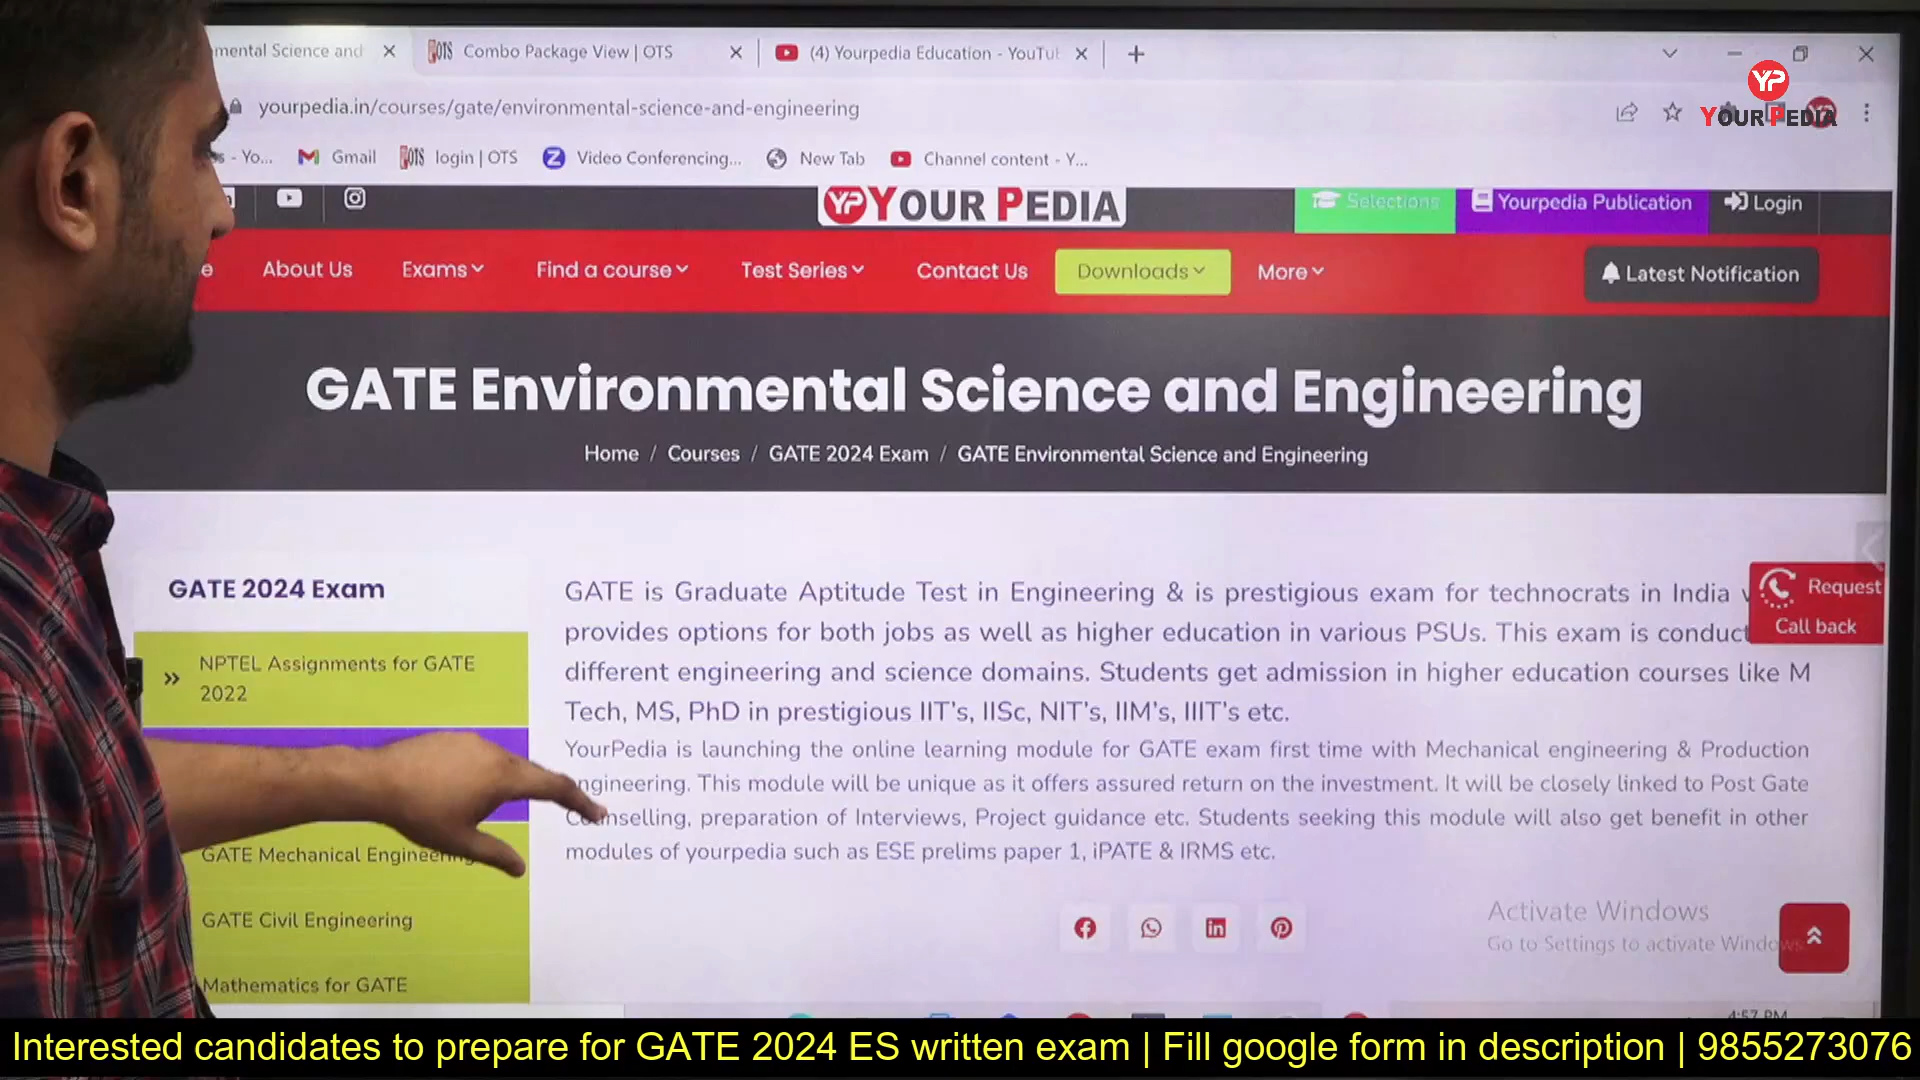 mental Science and
OTS Combo Package View | OTS
(4) Yourpedia Education - YouTu
yourpedia.in/courses/gate/environmental-science-and-engineering
YP
YOUR PEDIA
- Yo...
Gmail
OTS login | OTS
Z Video Conferencing...
New Tab
Channel content - Y...
YP YOUR PEDIA
Selections
Yourpedia Publication
Login
About Us
Exams
Find a course
Test Series
Contact Us
Downloads
More
Latest Notification
GATE Environmental Science and Engineering
Home / Courses / GATE 2024 Exam / GATE Environmental Science and Engineering
GATE 2024 Exam
NPTEL Assignments for GATE
2022
GATE Mechanical Engineering
GATE Civil Engineering
Mathematics for GATE
GATE is Graduate Aptitude Test in Engineering & is prestigious exam for technocrats in India
provides options for both jobs as well as higher education in various PSUs. This exam is conduct
different engineering and science domains. Students get admission in higher education courses like M
Tech, MS, PhD in prestigious IIT's, IISc, NIT's, IIM's, IIIT's etc.
YourPedia is launching the online learning module for GATE exam first time with Mechanical engineering & Production
ngineering. This module will be unique as it offers assured return on the investment. It will be closely linked to Post Gate
Counselling, preparation of Interviews, Project guidance etc. Students seeking this module will also get benefit in other
modules of yourpedia such as ESE prelims paper 1, iPATE & IRMS etc.
Request
Call back
Activate Windows
Go to Settings to activate Windows
4:57 PM
Interested candidates to prepare for GATE 2024 ES written exam | Fill google form in description | 9855273076